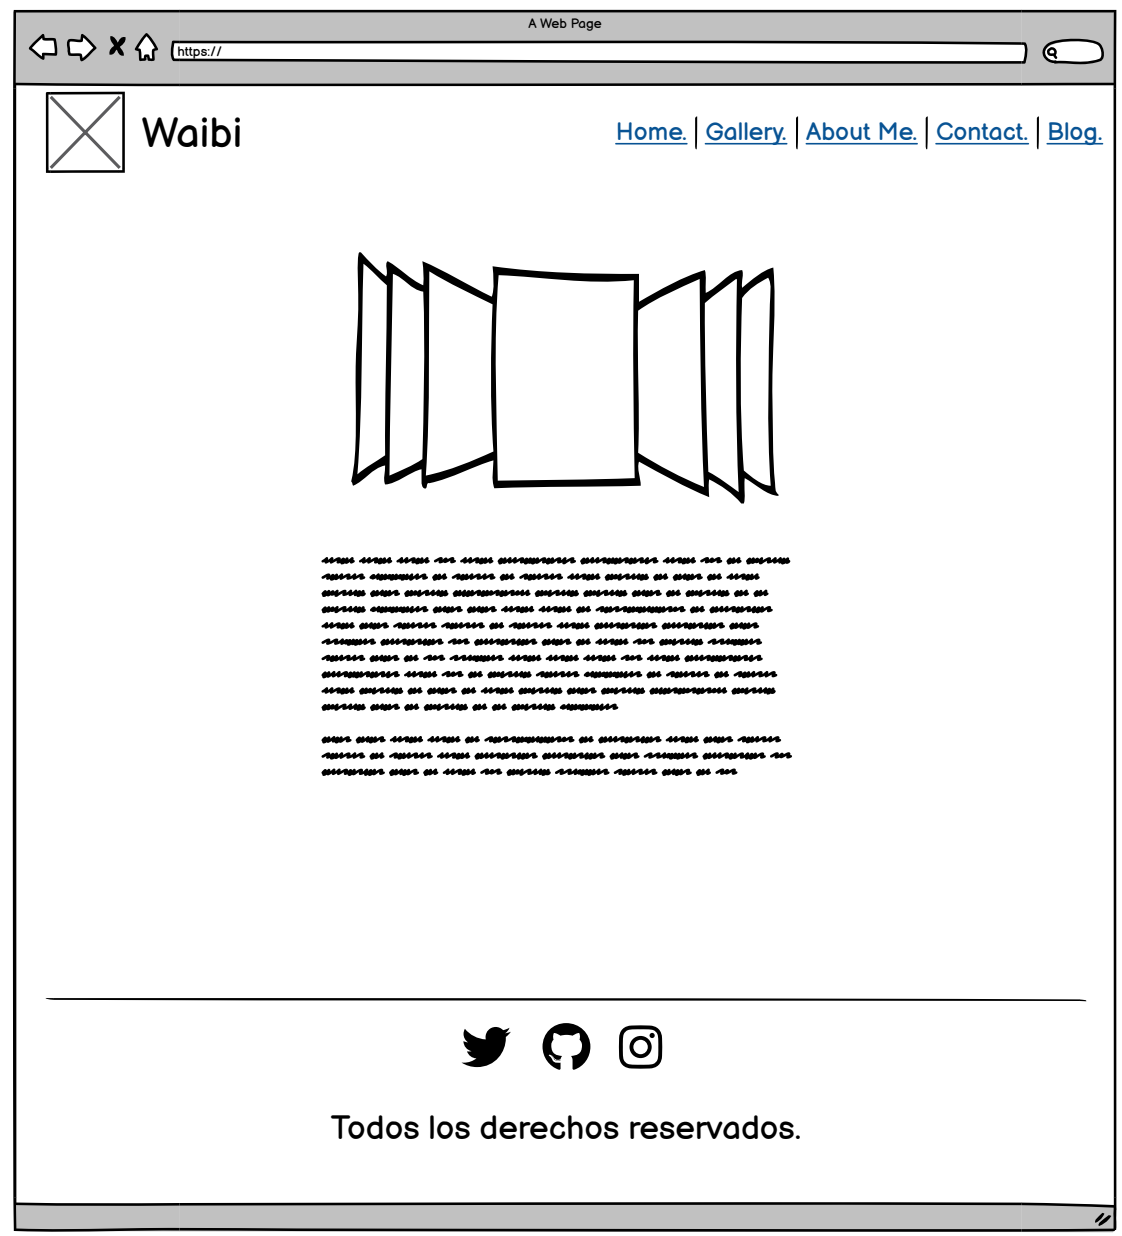 A Web Page
https://
Waibi
Home. | Gallery. | About Me. | Contact. | Blog.
Todos los derechos reservados.